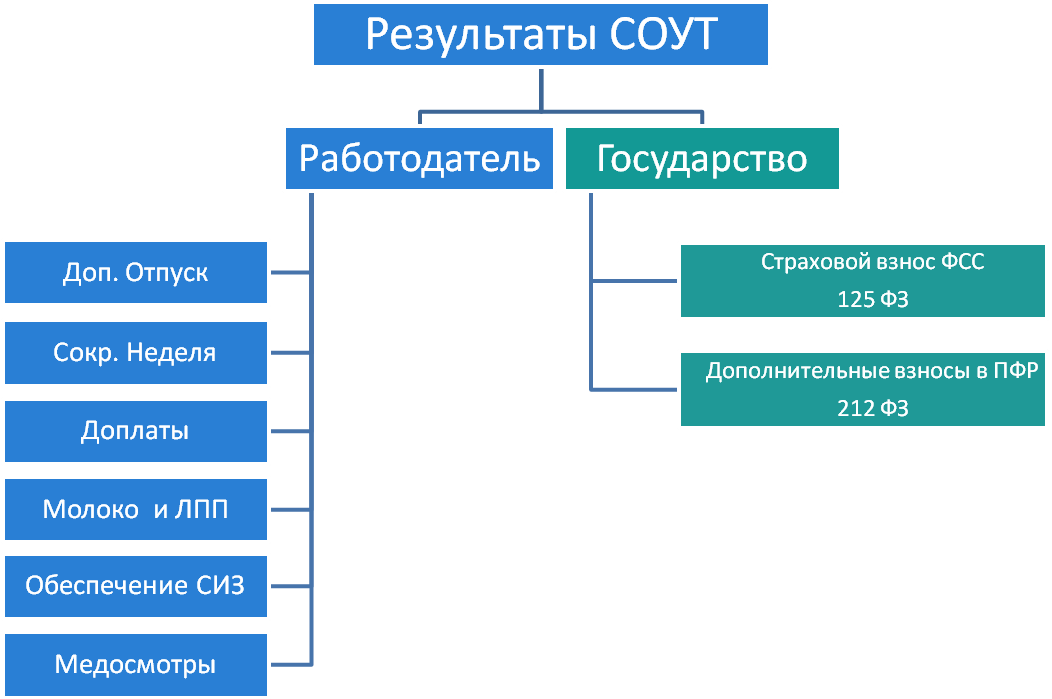 Результаты СОУТ
Работодатель
Государство
Доп. Отпуск
Сокр. Неделя
Доплаты
Молоко и ЛПП
Обеспечение СИЗ
Медосмотры
Страховой взнос ФСС
125 ФЗ
Дополнительные взносы в ПФР
212 ФЗ